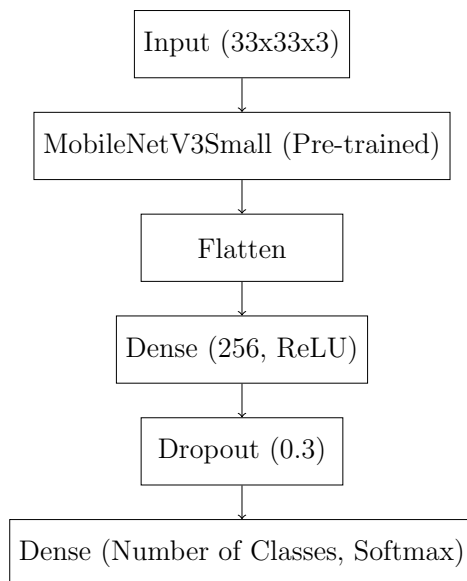 Input (33x33x3)
MobileNetV3Small (Pre-trained)
Flatten
Dense (256, ReLU)
Dropout (0.3)
Dense (Number of Classes, Softmax)